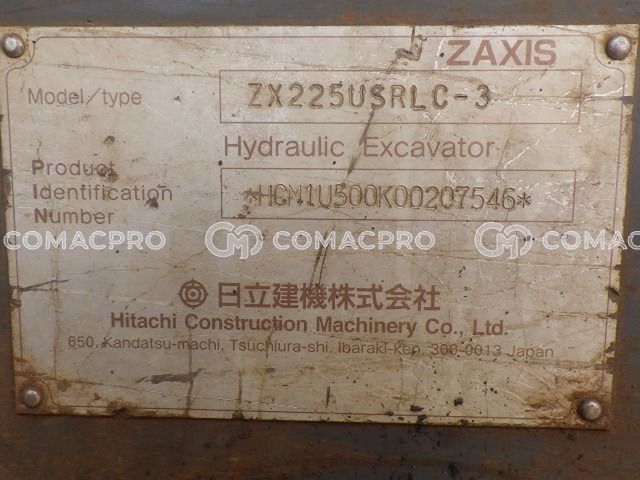 ZAXIS
Model/type ZX225USRLC-3
Hydraulic Excavator
Product
Identification
Number
*HCM1U500K00207546*
COMACPRO COMACPRO COMACPRO
日立建機株式会社
Hitachi Construction Machinery Co., Ltd.
650, Kandatsu-machi, Tsuchiura-shi, Ibaraki-ken, 300-0013 Japan